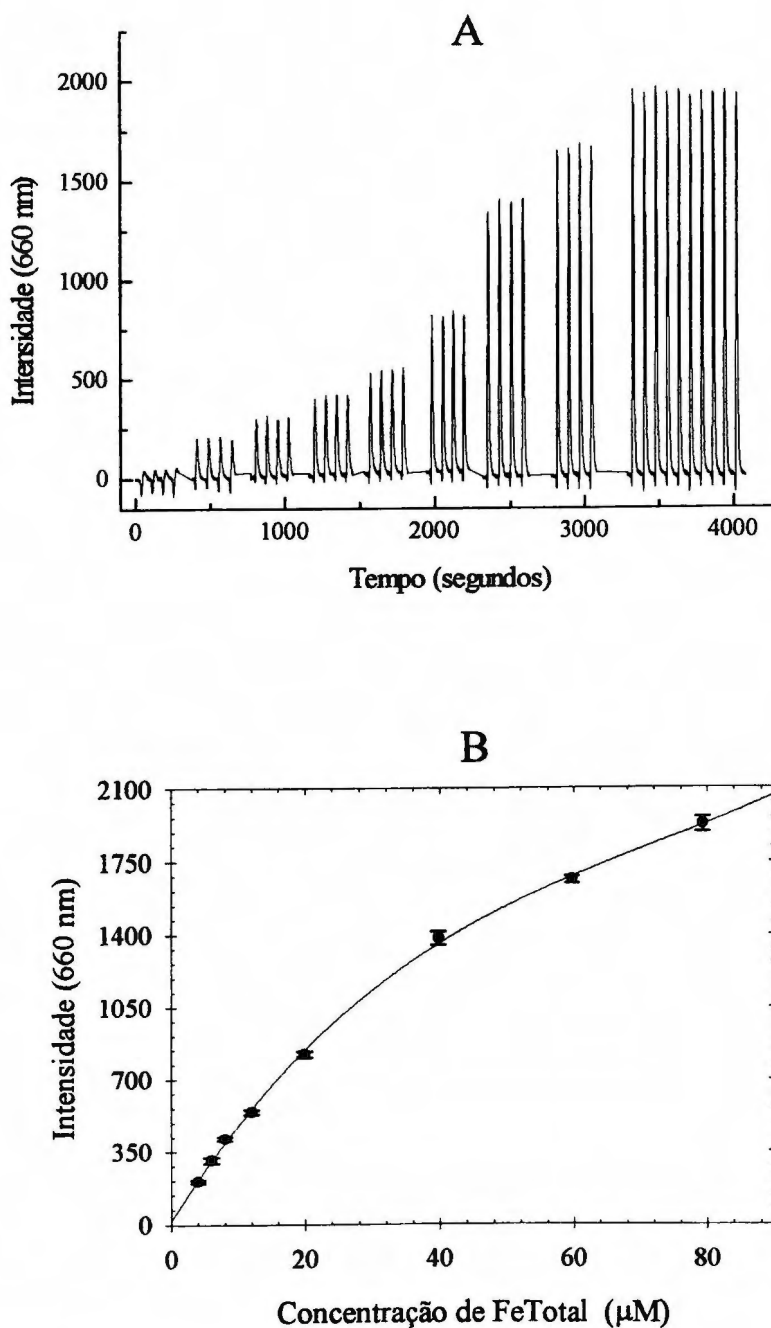 A
2000
1500
1000
500
0
Intensidade (660 nm)
0 1000 2000 3000 4000
Tempo (segundos)
B
2100
1750
1400
1050
700
350
0
Intensidade (660 nm)
0 20 40 60 80
Concentração de FeTotal (µM)